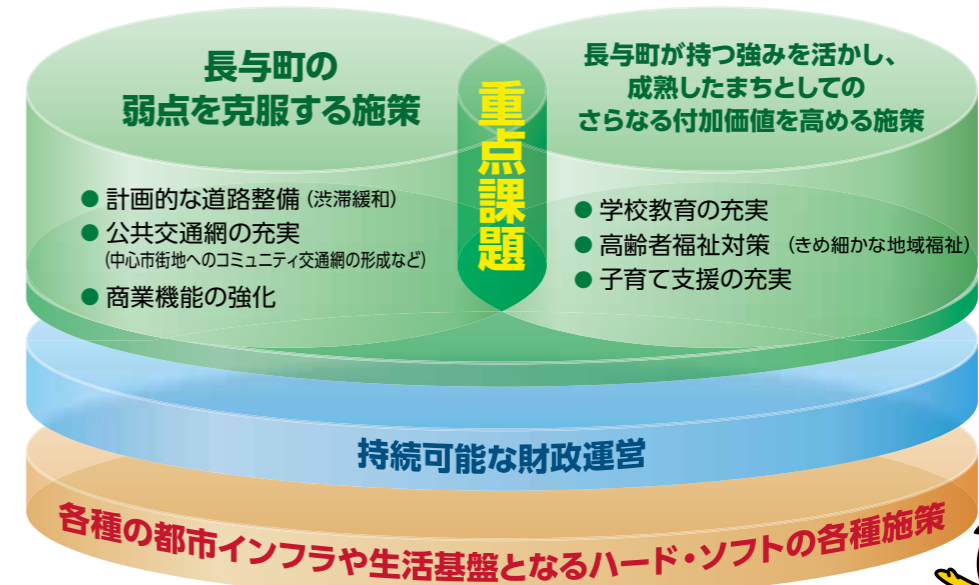 長与町の
弱点を克服する施策
● 計画的な道路整備（渋滞緩和）
● 公共交通網の充実
（中心市街地へのコミュニティ交通網の形成など）
● 商業機能の強化
重点課題
長与町が持つ強みを活かし、
成熟したまちとしての
さらなる付加価値を高める施策
● 学校教育の充実
● 高齢者福祉対策 （きめ細かな地域福祉）
● 子育て支援の充実
持続可能な財政運営
各種の都市インフラや生活基盤となるハード・ソフトの各種施策